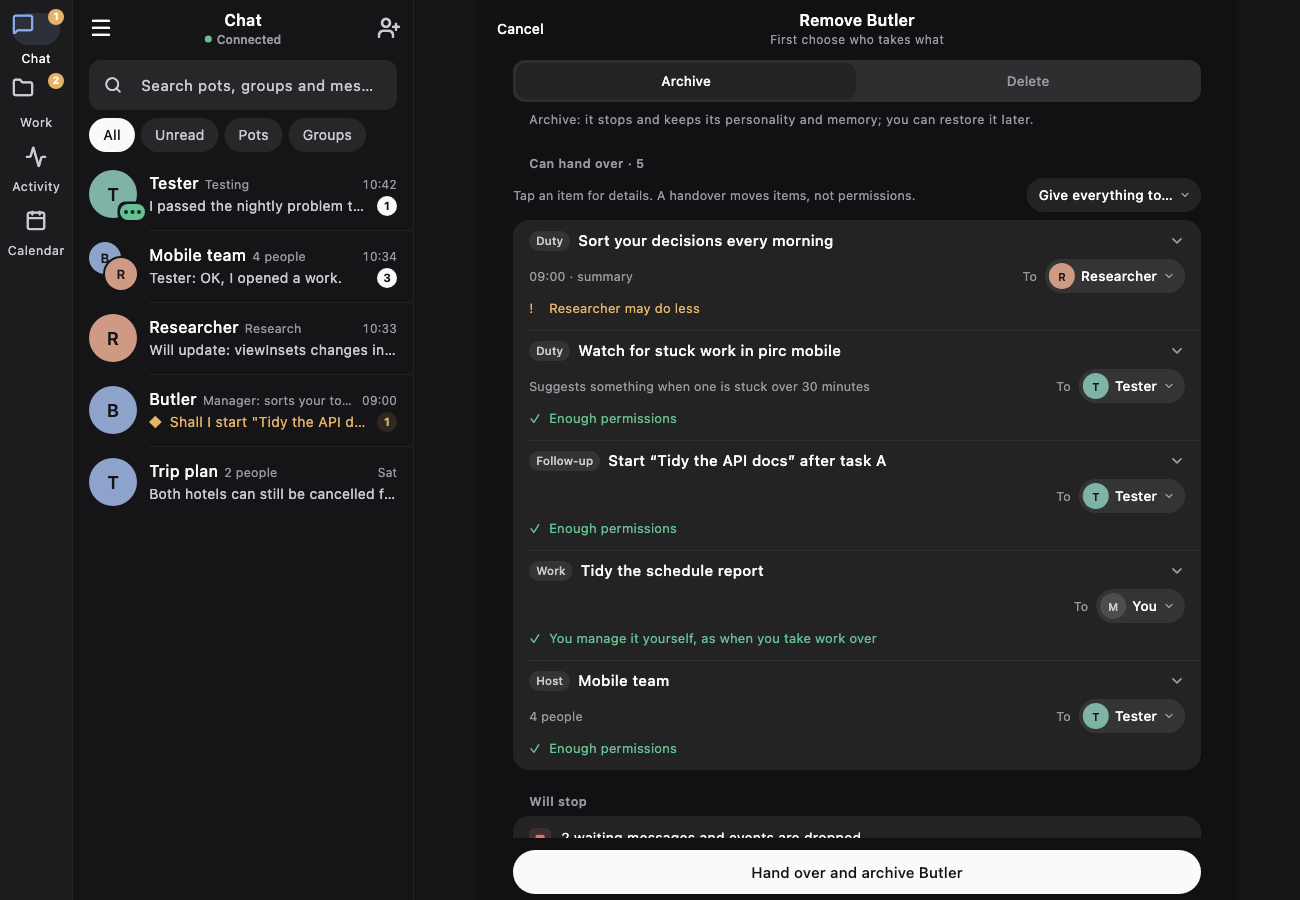 1
Chat
2
Work
Activity
Calendar
Chat
Connected
Search pots, groups and mes...
All
Unread
Pots
Groups
T
Tester Testing 10:42
I passed the nightly problem t... 1
B
R
Mobile team 4 people 10:34
Tester: OK, I opened a work. 3
R
Researcher Research 10:33
Will update: viewInsets changes in...
B
Butler Manager: sorts your to... 09:00
Shall I start "Tidy the API d... 1
T
Trip plan 2 people Sat
Both hotels can still be cancelled f...
Cancel
Remove Butler
First choose who takes what
Archive
Delete
Archive: it stops and keeps its personality and memory; you can restore it later.
Can hand over · 5
Tap an item for details. A handover moves items, not permissions.
Give everything to...
Duty Sort your decisions every morning
09:00 · summary
To R Researcher
! Researcher may do less
Duty Watch for stuck work in pirc mobile
Suggests something when one is stuck over 30 minutes
To T Tester
✓ Enough permissions
Follow-up Start “Tidy the API docs” after task A
To T Tester
✓ Enough permissions
Work Tidy the schedule report
To M You
✓ You manage it yourself, as when you take work over
Host Mobile team
4 people
To T Tester
✓ Enough permissions
Will stop
2 waiting messages and events are dropped
Hand over and archive Butler